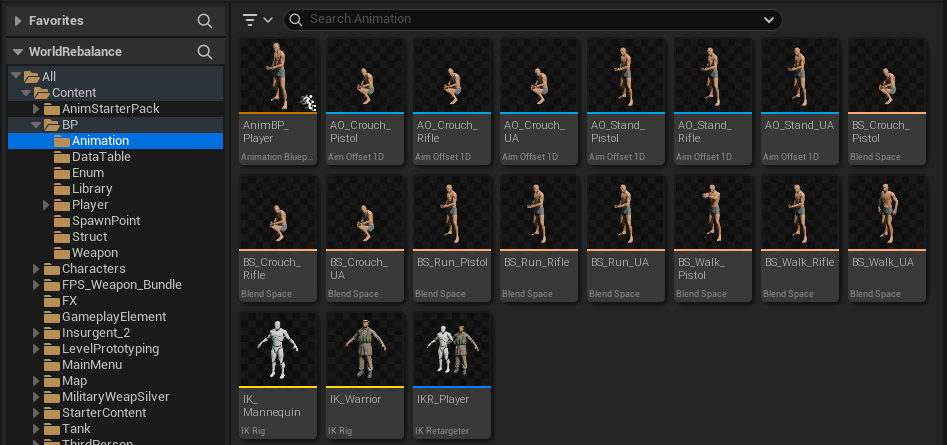 Favorites
Search Animation
WorldRebalance
All
Content
AnimStarterPack
BP
Animation
DataTable
Enum
Library
Player
SpawnPoint
Struct
Weapon
Characters
FPS_Weapon_Bundle
FX
GameplayElement
Insurgent_2
LevelPrototyping
MainMenu
Map
MilitaryWeapSilver
StarterContent
Tank
ThirdPerson
AnimBP_
Player
Animation Bluep...
AO_Crouch_
Pistol
Aim Offset 1D
AO_Crouch_
Rifle
Aim Offset 1D
AO_Crouch_
UA
Aim Offset 1D
AO_Stand_
Pistol
Aim Offset 1D
AO_Stand_
Rifle
Aim Offset 1D
AO_Stand_UA
Aim Offset 1D
BS_Crouch_
Pistol
Blend Space
BS_Crouch_
Rifle
Blend Space
BS_Crouch_
UA
Blend Space
BS_Run_Pistol
Blend Space
BS_Run_Rifle
Blend Space
BS_Run_UA
Blend Space
BS_Walk_
Pistol
Blend Space
BS_Walk_Rifle
Blend Space
BS_Walk_UA
Blend Space
IK_
Mannequin
IK Rig
IK_Warrior
IK Rig
IKR_Player
IK Retargeter